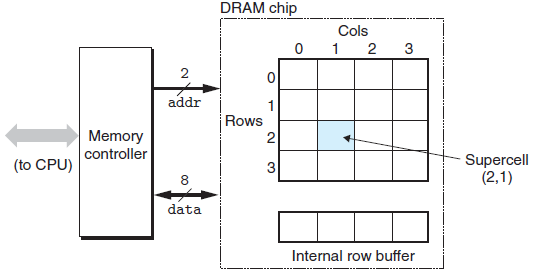 DRAM chip
Cols
0 1 2 3
2
addr
0
1
Rows
2
3
Memory
controller
(to CPU)
8
data
Supercell
(2,1)
Internal row buffer